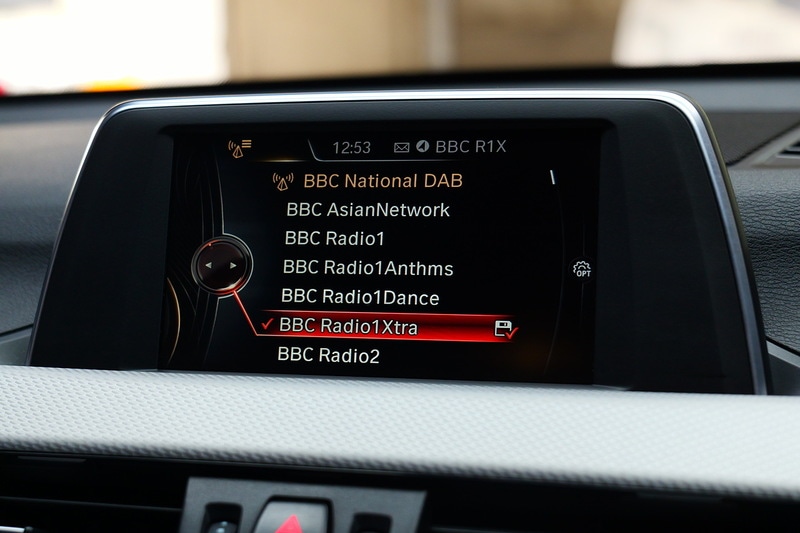 12:53 BBC R1X
BBC National DAB
BBC AsianNetwork
BBC Radio1
BBC Radio1Anthms
BBC Radio1Dance
OPT
BBC Radio1Xtra
BBC Radio2